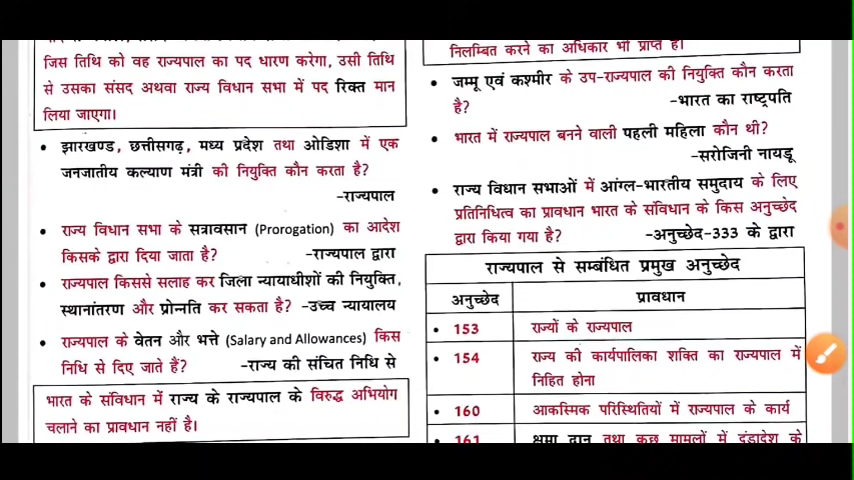 जिस तिथि को वह राज्यपाल का पद धारण करेगा, उसी तिथि
से उसका संसद अथवा राज्य विधान सभा में पद रिक्त मान
लिया जाएगा।
• झारखण्ड, छत्तीसगढ़, मध्य प्रदेश तथा ओडिशा में एक
जनजातीय कल्याण मंत्री की नियुक्ति कौन करता है?
–राज्यपाल
• राज्य विधान सभा के सत्रावसान (Prorogation) का आदेश
किसके द्वारा दिया जाता है? –राज्यपाल द्वारा
• राज्यपाल किससे सलाह कर जिला न्यायाधीशों की नियुक्ति,
स्थानांतरण और प्रोन्नति कर सकता है? –उच्च न्यायालय
• राज्यपाल के वेतन और भत्ते (Salary and Allowances) किस
निधि से दिए जाते हैं? –राज्य की संचित निधि से
भारत के संविधान में राज्य के राज्यपाल के विरुद्ध अभियोग
चलाने का प्रावधान नहीं है।
निलम्बित करने का अधिकार भी प्राप्त है।
• जम्मू एवं कश्मीर के उप-राज्यपाल की नियुक्ति कौन करता
है? –भारत का राष्ट्रपति
• भारत में राज्यपाल बनने वाली पहली महिला कौन थी?
–सरोजिनी नायडू
• राज्य विधान सभाओं में आंग्ल-भारतीय समुदाय के लिए
प्रतिनिधित्व का प्रावधान भारत के संविधान के किस अनुच्छेद
द्वारा किया गया है? –अनुच्छेद-333 के द्वारा
राज्यपाल से सम्बंधित प्रमुख अनुच्छेद
अनुच्छेद प्रावधान
• 153 राज्यों के राज्यपाल
• 154 राज्य की कार्यपालिका शक्ति का राज्यपाल में
निहित होना
• 160 आकस्मिक परिस्थितियों में राज्यपाल के कार्य
• 161 क्षमा दान तथा कुछ मामलों में दंडादेश के